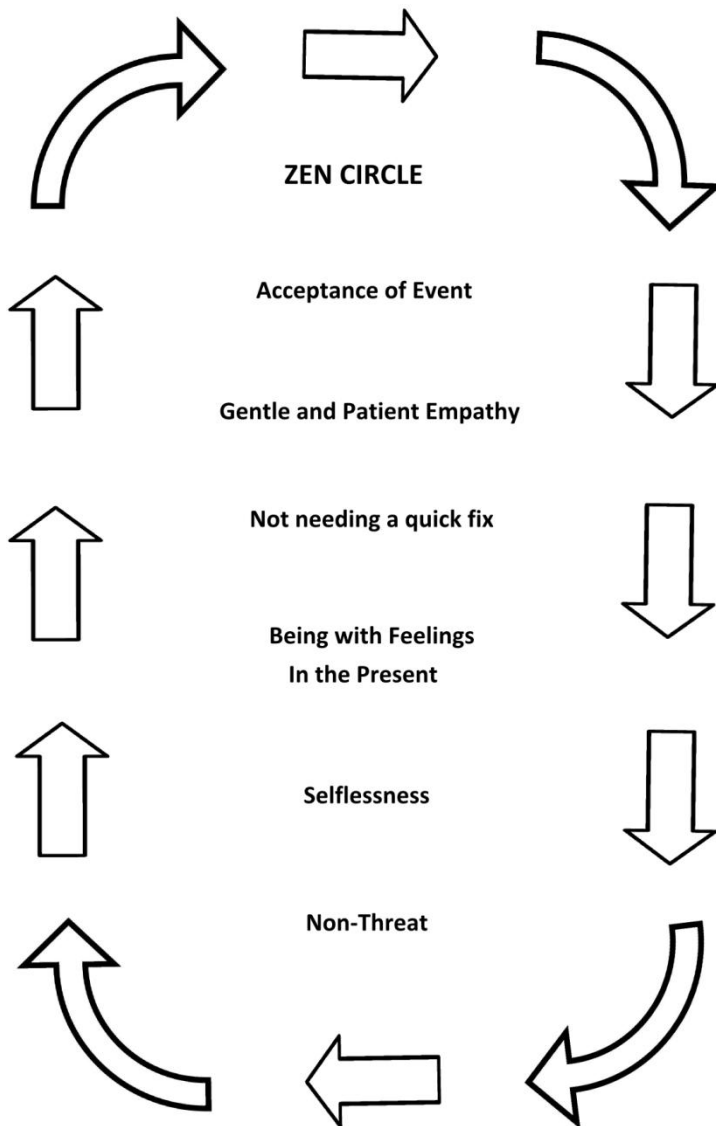 ZEN CIRCLE
Acceptance of Event
Gentle and Patient Empathy
Not needing a quick fix
Being with Feelings
In the Present
Selflessness
Non-Threat